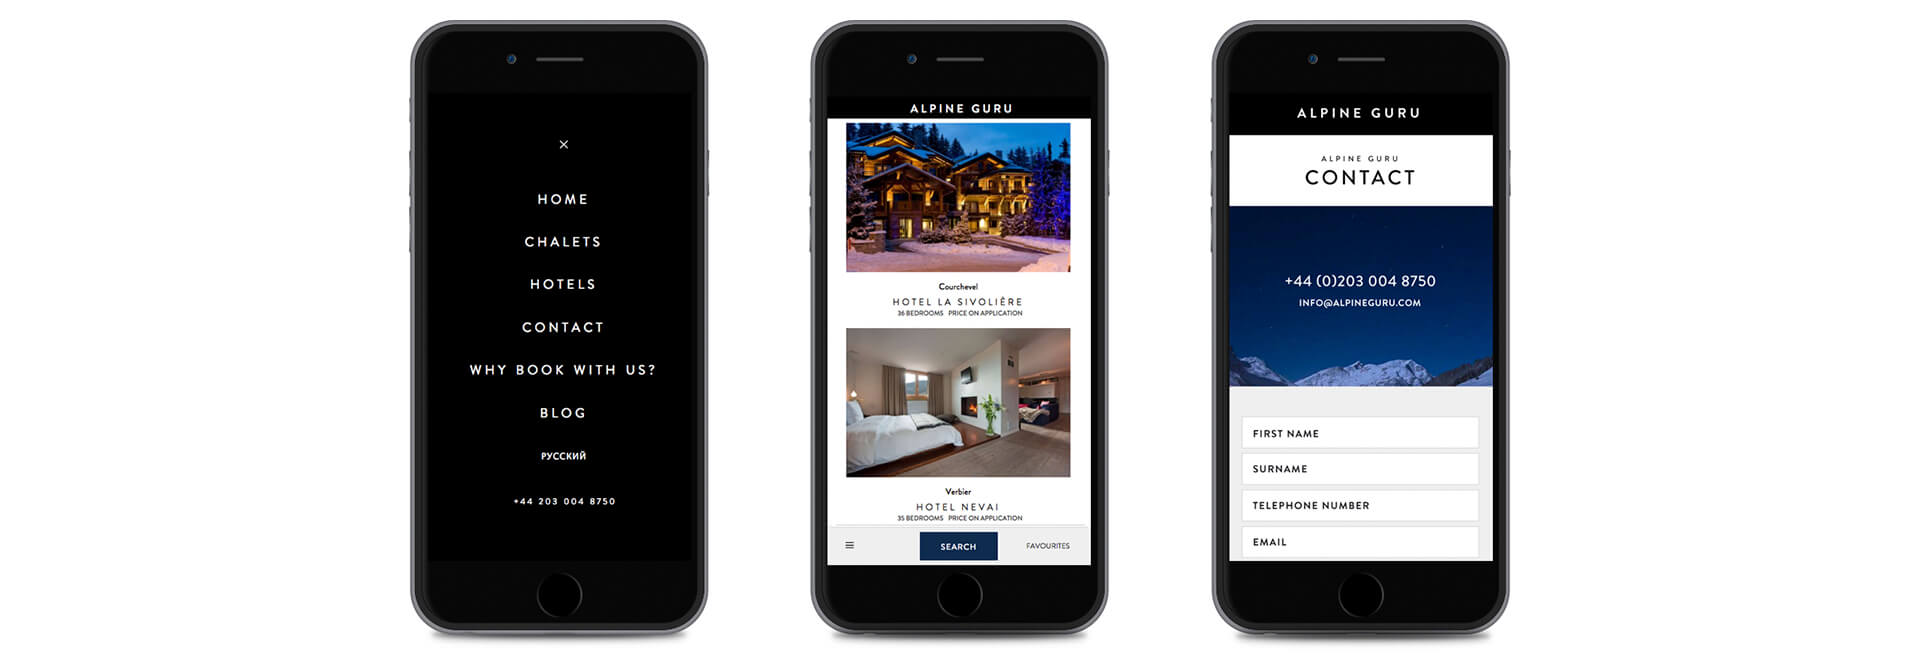 ×
HOME
CHALETS
HOTELS
CONTACT
WHY BOOK WITH US?
BLOG
РУССКИЙ
+44 203 004 8750
ALPINE GURU
Courchevel
HOTEL LA SIVOLIÈRE
36 BEDROOMS PRICE ON APPLICATION
Verbier
HOTEL NEVAI
35 BEDROOMS PRICE ON APPLICATION
SEARCH FAVOURITES
ALPINE GURU
ALPINE GURU
CONTACT
+44 (0)203 004 8750
INFO@ALPINEGURU.COM
FIRST NAME
SURNAME
TELEPHONE NUMBER
EMAIL